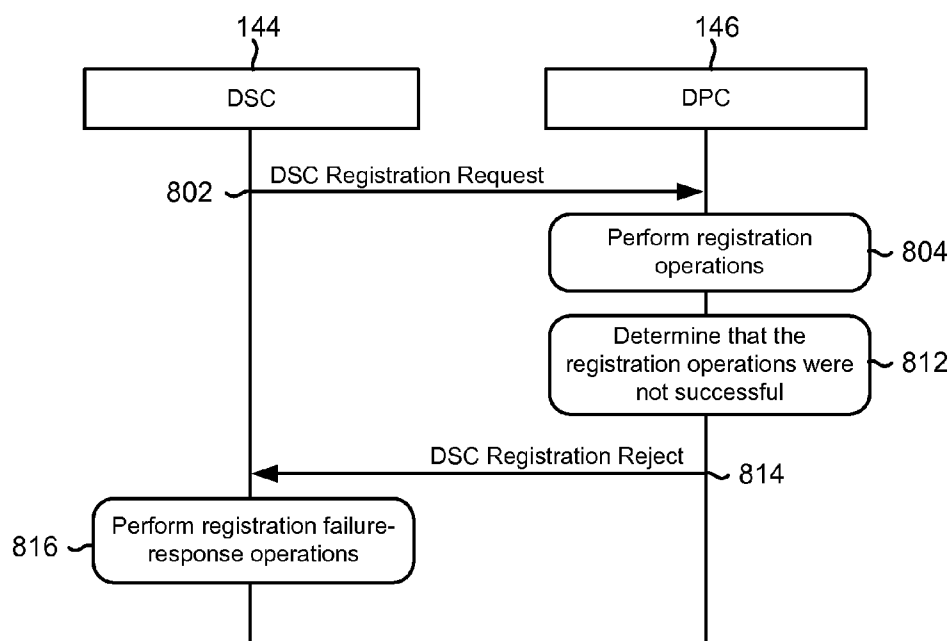 144
146
DSC
DPC
DSC Registration Request
802
Perform registration
operations
804
Determine that the
registration operations were
not successful
812
DSC Registration Reject
814
Perform registration failure-
response operations
816